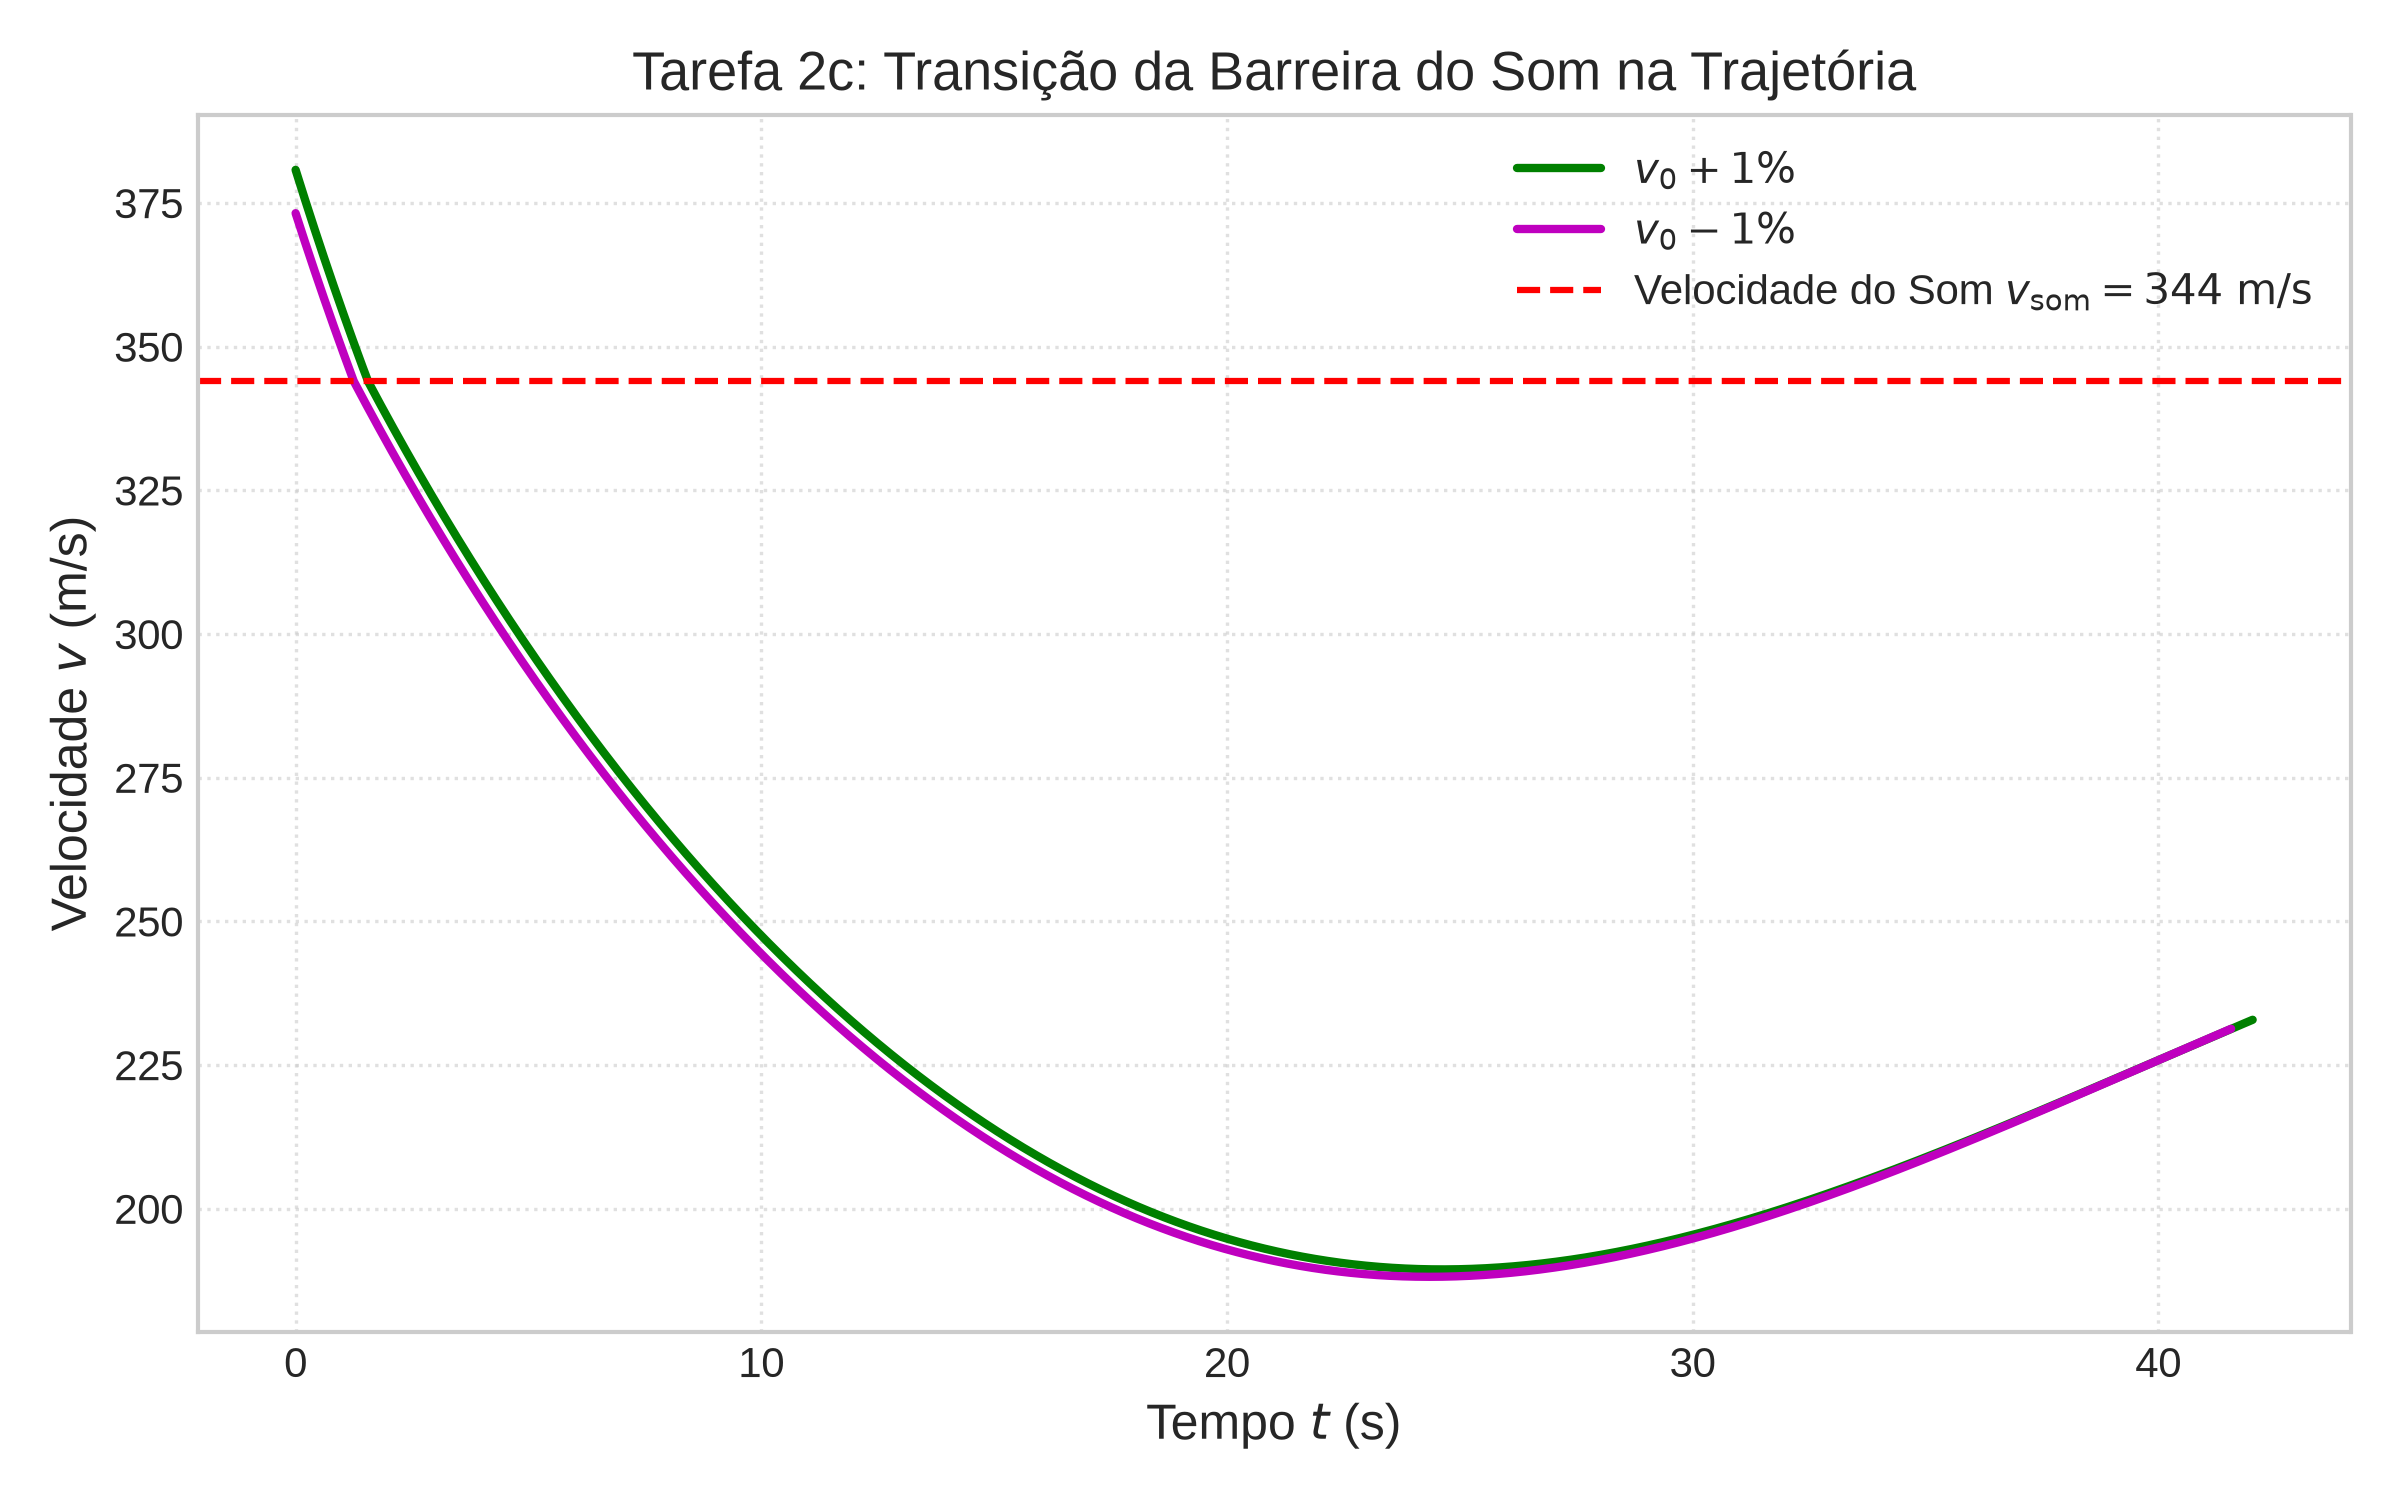 Tarefa 2c: Transição da Barreira do Som na Trajetória
v₀ + 1%
v₀ − 1%
Velocidade do Som vsom = 344 m/s
375
350
325
300
275
250
225
200
Velocidade v (m/s)
0 10 20 30 40
Tempo t (s)